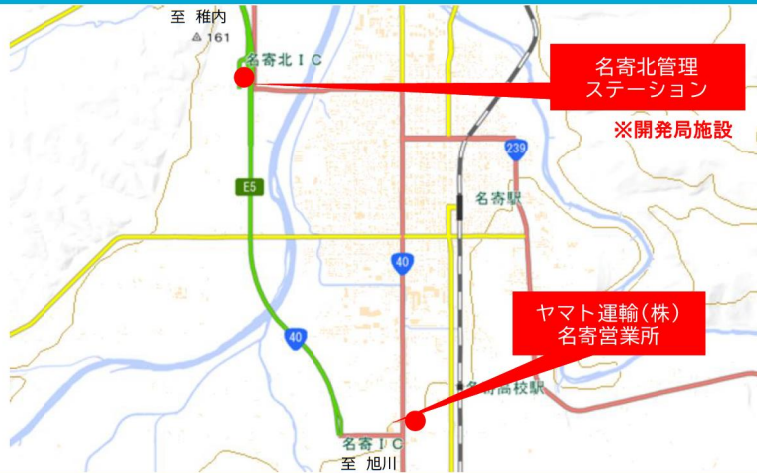 至 稚内
161
名寄北IC
名寄北管理
ステーション
※開発局施設
239
E5
名寄駅
40
ヤマト運輸(株)
名寄営業所
40
名寄高校駅
名寄IC
至 旭川